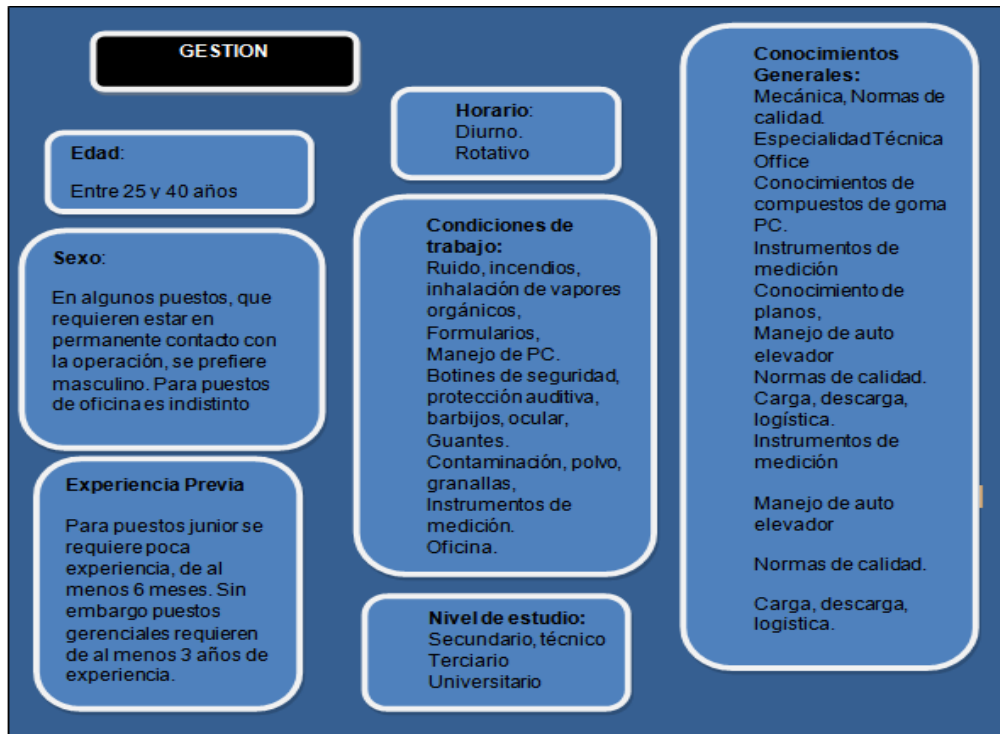 GESTION
Edad:
Entre 25 y 40 años
Sexo:
En algunos puestos, que
requieren estar en
permanente contacto con
la operación, se prefiere
masculino. Para puestos
de oficina es indistinto
Experiencia Previa
Para puestos junior se
requiere poca
experiencia, de al
menos 6 meses. Sin
embargo puestos
gerenciales requieren
de al menos 3 años de
experiencia.
Horario:
Diurno.
Rotativo
Condiciones de
trabajo:
Ruido, incendios,
inhalación de vapores
orgánicos,
Formularios,
Manejo de PC.
Botines de seguridad,
protección auditiva,
barbijos, ocular,
Guantes.
Contaminación, polvo,
granallas,
Instrumentos de
medición.
Oficina.
Nivel de estudio:
Secundario, técnico
Terciario
Universitario
Conocimientos
Generales:
Mecánica, Normas de
calidad.
Especialidad Técnica
Office
Conocimientos de
compuestos de goma
PC.
Instrumentos de
medición
Conocimiento de
planos,
Manejo de auto
elevador
Normas de calidad.
Carga, descarga,
logística.
Instrumentos de
medición
Manejo de auto
elevador
Normas de calidad.
Carga, descarga,
logística.